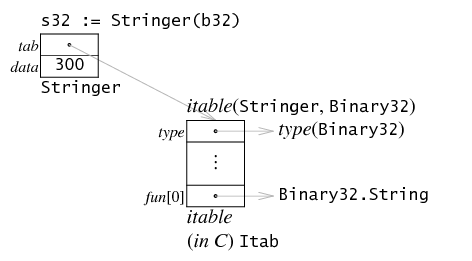 s32 := Stringer(b32)
tab
data 300
Stringer
itable(Stringer, Binary32)
type type(Binary32)
⋮
fun[0] Binary32.String
itable
(in C) Itab